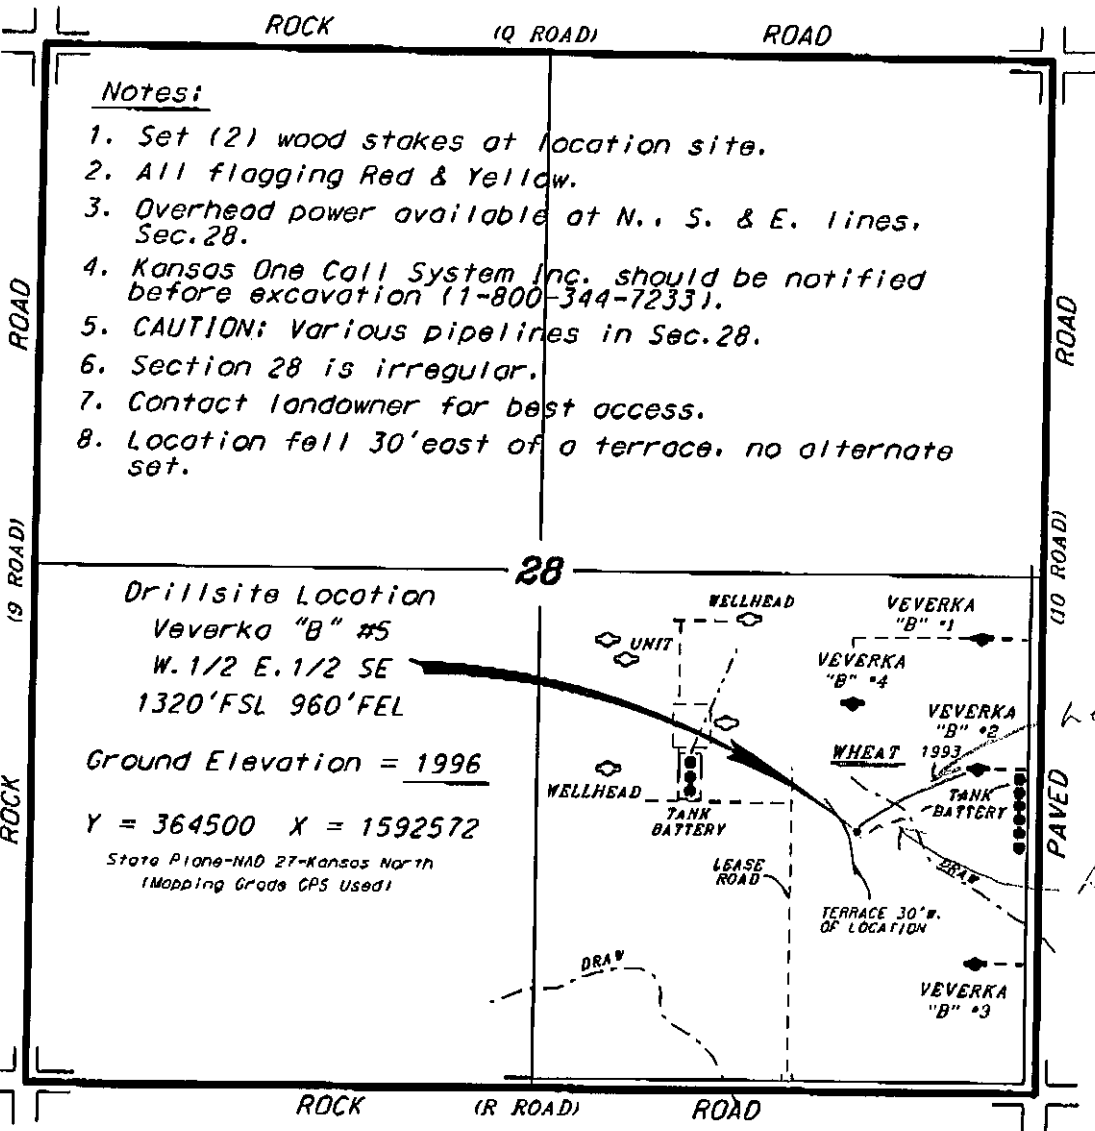 ROCK (Q ROAD) ROAD
Notes:
1. Set (2) wood stakes at location site.
2. All flagging Red & Yellow.
3. Overhead power available at N., S. & E. lines,
Sec.28.
4. Kansas One Call System Inc. should be notified
before excavation (1-800-344-7233).
5. CAUTION: Various pipelines in Sec.28.
6. Section 28 is irregular.
7. Contact landowner for best access.
8. Location fell 30'east of a terrace, no alternate
set.
ROAD
(9 ROAD)
ROCK
ROAD
(10 ROAD)
PAVED
28
Drillsite Location
Veverka "B" #5
W.1/2 E.1/2 SE
1320'FSL 960'FEL
Ground Elevation = 1996
Y = 364500 X = 1592572
State Plane-NAD 27-Kansas North
(Mapping Grade GPS Used)
WELLHEAD
UNIT
VEVERKA
"B" #1
VEVERKA
"B" #4
VEVERKA
"B" #2
WHEAT
1993
WELLHEAD
TANK
BATTERY
TANK
BATTERY
LEASE
ROAD
DRAW
TERRACE 30'W.
OF LOCATION
DRAW
VEVERKA
"B" #3
ROCK (R ROAD) ROAD